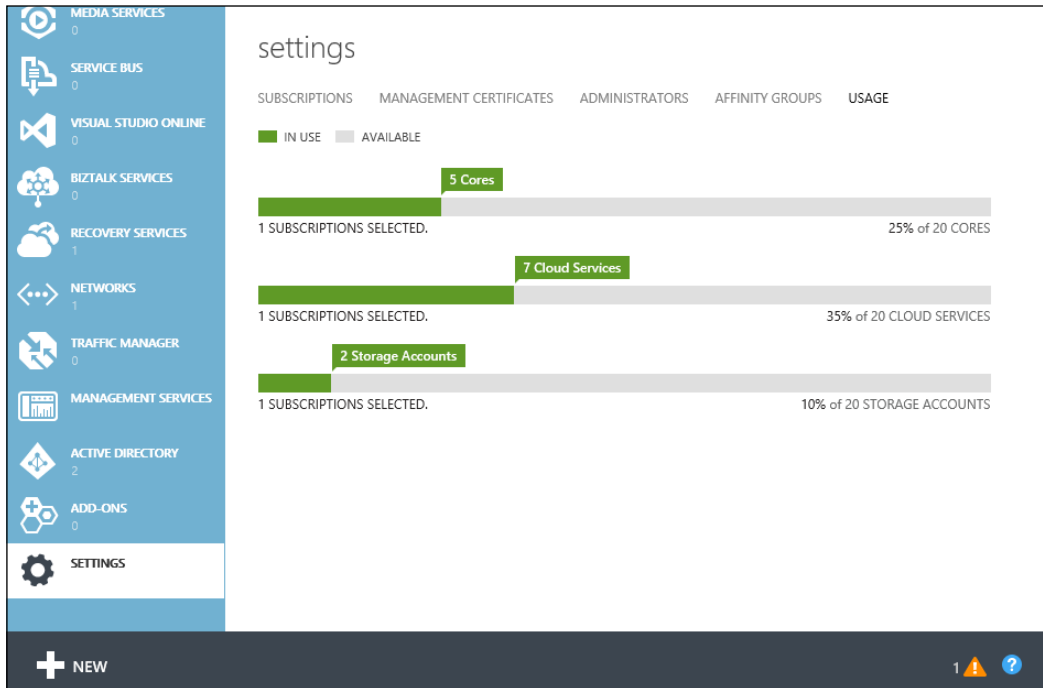 MEDIA SERVICES
0
SERVICE BUS
0
VISUAL STUDIO ONLINE
0
BIZTALK SERVICES
0
RECOVERY SERVICES
1
NETWORKS
1
TRAFFIC MANAGER
0
MANAGEMENT SERVICES
ACTIVE DIRECTORY
2
ADD-ONS
0
SETTINGS
settings
SUBSCRIPTIONS MANAGEMENT CERTIFICATES ADMINISTRATORS AFFINITY GROUPS USAGE
IN USE AVAILABLE
5 Cores
1 SUBSCRIPTIONS SELECTED. 25% of 20 CORES
7 Cloud Services
1 SUBSCRIPTIONS SELECTED. 35% of 20 CLOUD SERVICES
2 Storage Accounts
1 SUBSCRIPTIONS SELECTED. 10% of 20 STORAGE ACCOUNTS
NEW 1 ?